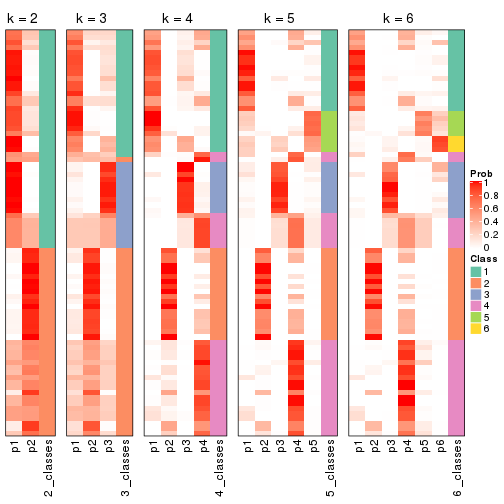 k = 2
k = 3
k = 4
k = 5
k = 6
p1
p2
2_classes
p1
p2
p3
3_classes
p1
p2
p3
p4
4_classes
p1
p2
p3
p4
p5
5_classes
p1
p2
p3
p4
p5
p6
6_classes
Prob
1
0.8
0.6
0.4
0.2
0
Class
1
2
3
4
5
6